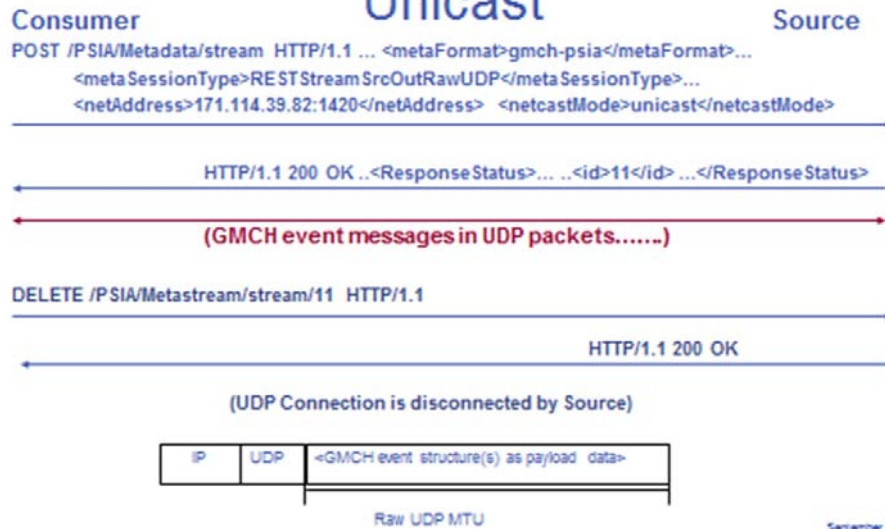 Unicast
Consumer
Source
POST /PSIA/Metadata/stream HTTP/1.1 ... <metaFormat>gmch-psia</metaFormat>...
<metaSessionType>RESTStreamSrcOutRawUDP</metaSessionType>...
<netAddress>171.114.39.82:1420</netAddress> <netcastMode>unicast</netcastMode>
HTTP/1.1 200 OK ..<ResponseStatus>... ..<id>11</id> ...</ResponseStatus>
(GMCH event messages in UDP packets.......)
DELETE /PSIA/Metastream/stream/11 HTTP/1.1
HTTP/1.1 200 OK
(UDP Connection is disconnected by Source)
IP UDP <GMCH event structure(s) as payload data>
Raw UDP MTU
September